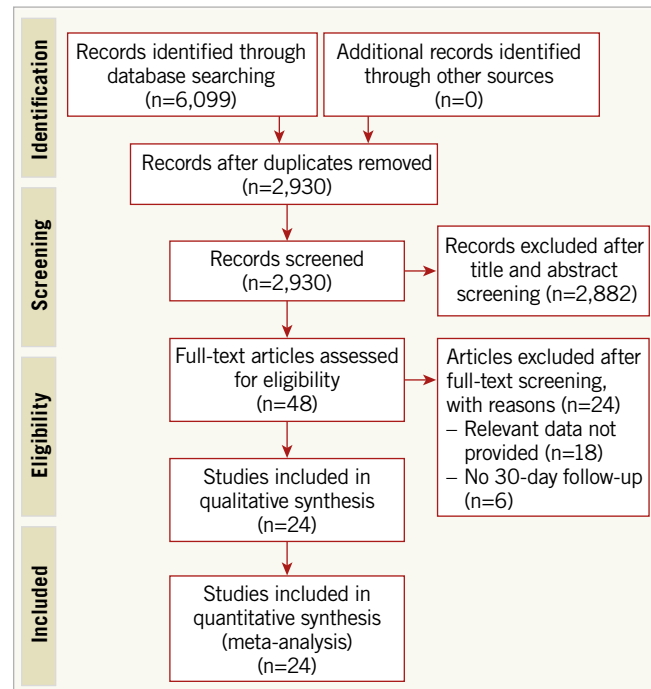 Identification
Records identified through
database searching
(n=6,099)
Additional records identified
through other sources
(n=0)
Records after duplicates removed
(n=2,930)
Screening
Records screened
(n=2,930)
Records excluded after
title and abstract
screening (n=2,882)
Eligibility
Full-text articles assessed
for eligibility
(n=48)
Articles excluded after
full-text screening,
with reasons (n=24)
– Relevant data not
provided (n=18)
– No 30-day follow-up
(n=6)
Studies included in
qualitative synthesis
(n=24)
Included
Studies included in
quantitative synthesis
(meta-analysis)
(n=24)